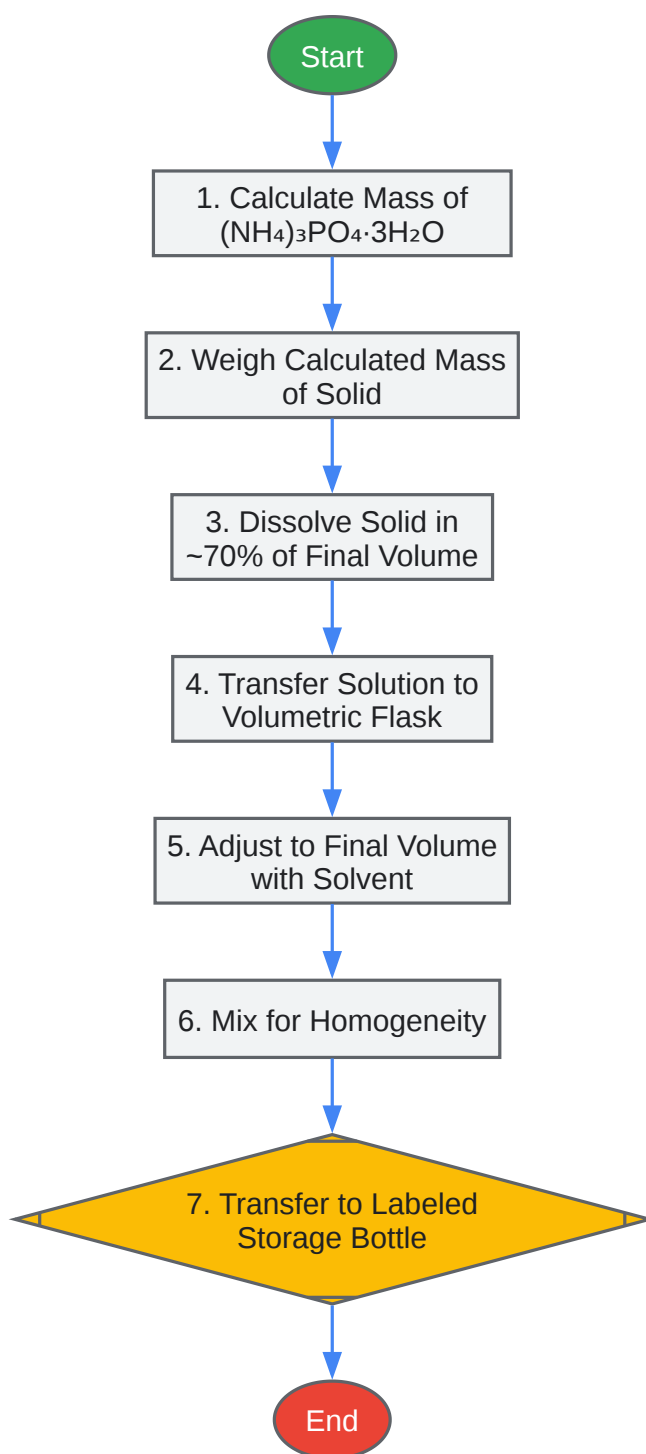 Start
1. Calculate Mass of
(NH₄)₃PO₄·3H₂O
2. Weigh Calculated Mass
of Solid
3. Dissolve Solid in
~70% of Final Volume
4. Transfer Solution to
Volumetric Flask
5. Adjust to Final Volume
with Solvent
6. Mix for Homogeneity
7. Transfer to Labeled
Storage Bottle
End